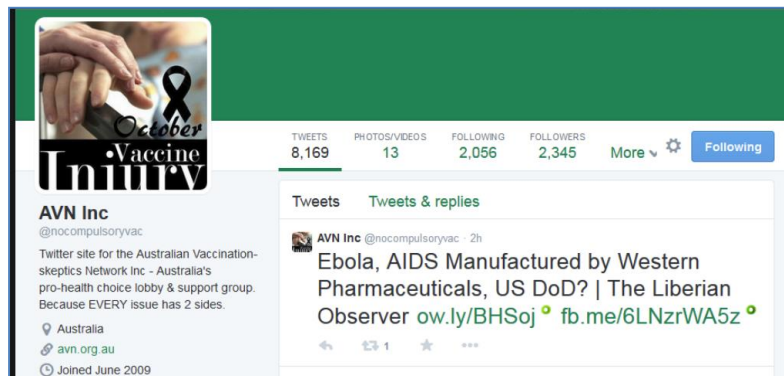 October
Vaccine
Injury
TWEETS
8,169
PHOTOS/VIDEOS
13
FOLLOWING
2,056
FOLLOWERS
2,345
More
Following
AVN Inc
@nocompulsoryvac
Twitter site for the Australian Vaccination-
skeptics Network Inc - Australia's
pro-health choice lobby & support group.
Because EVERY issue has 2 sides.
Australia
avn.org.au
Joined June 2009
Tweets Tweets & replies
AVN Inc @nocompulsoryvac · 2h
Ebola, AIDS Manufactured by Western
Pharmaceuticals, US DoD? | The Liberian
Observer ow.ly/BHSoj fb.me/6LNzrWA5z
1